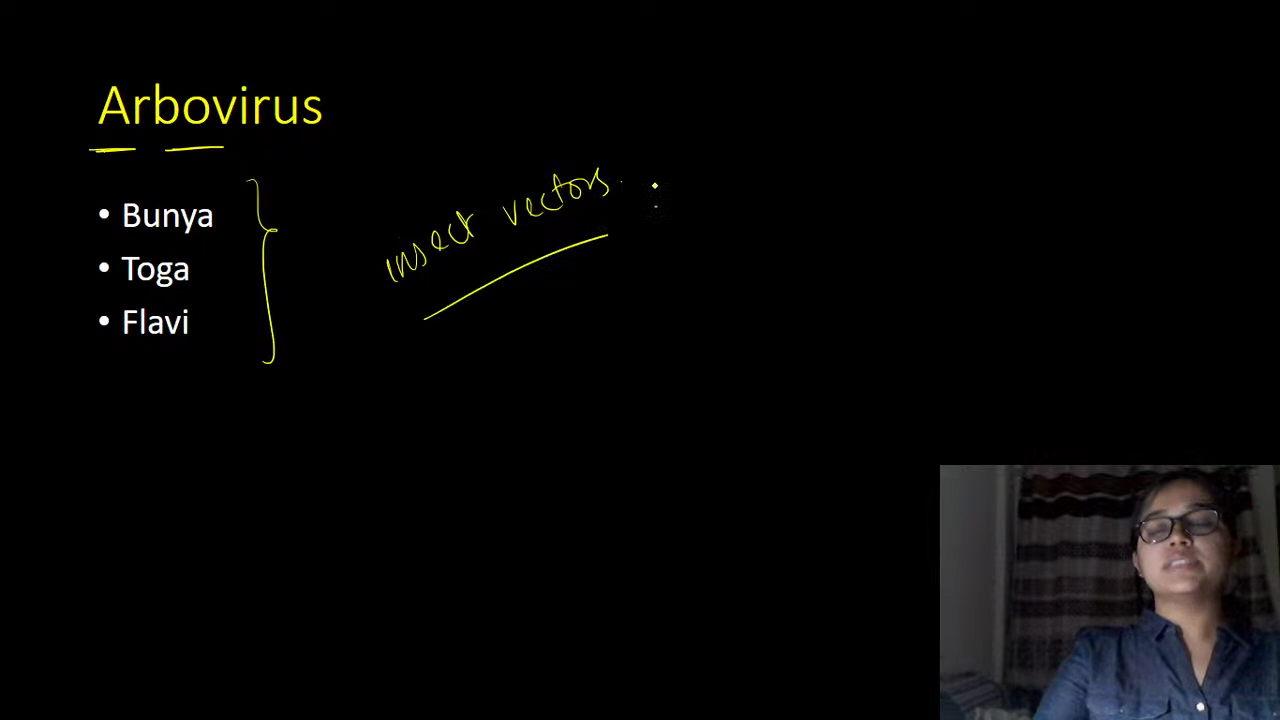 Arbovirus
• Bunya
• Toga
• Flavi
insect vectors